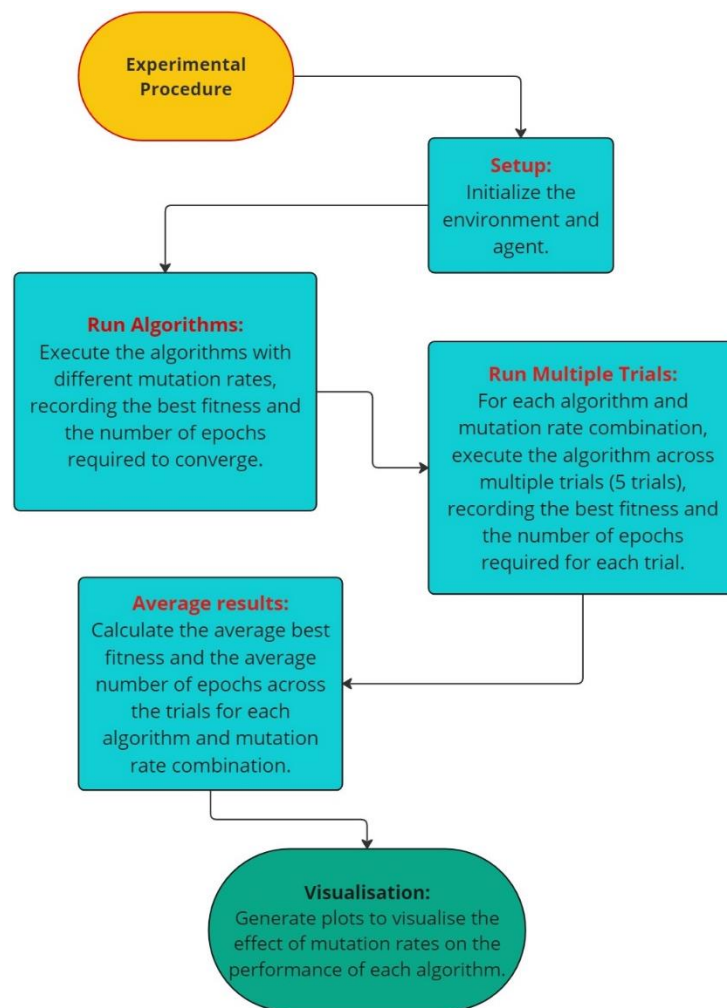 Experimental
Procedure
Setup:
Initialize the
environment and
agent.
Run Algorithms:
Execute the algorithms with
different mutation rates,
recording the best fitness and
the number of epochs
required to converge.
Run Multiple Trials:
For each algorithm and
mutation rate combination,
execute the algorithm across
multiple trials (5 trials),
recording the best fitness and
the number of epochs
required for each trial.
Average results:
Calculate the average best
fitness and the average
number of epochs across
the trials for each
algorithm and mutation
rate combination.
Visualisation:
Generate plots to visualise the
effect of mutation rates on the
performance of each algorithm.